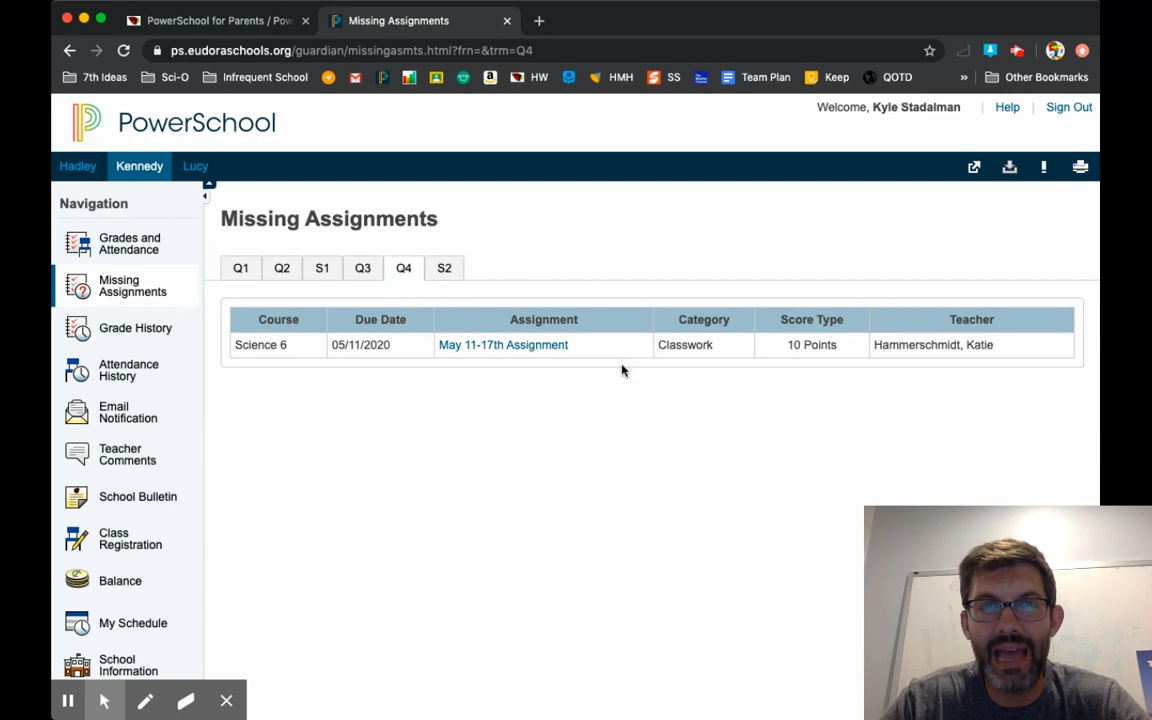 PowerSchool for Parents / Pow
Missing Assignments
ps.eudoraschools.org/guardian/missingasmts.html?frn=&trm=Q4
7th Ideas
Sci-O
Infrequent School
HW
HMH
SS
Team Plan
Keep
QOTD
»
Other Bookmarks
PowerSchool
Welcome, Kyle Stadalman
Help
Sign Out
Hadley
Kennedy
Lucy
Navigation
Grades and
Attendance
Missing
Assignments
Grade History
Attendance
History
Email
Notification
Teacher
Comments
School Bulletin
Class
Registration
Balance
My Schedule
School
Information
Missing Assignments
Q1 Q2 S1 Q3 Q4 S2
Course Due Date Assignment Category Score Type Teacher
Science 6 05/11/2020 May 11-17th Assignment Classwork 10 Points Hammerschmidt, Katie